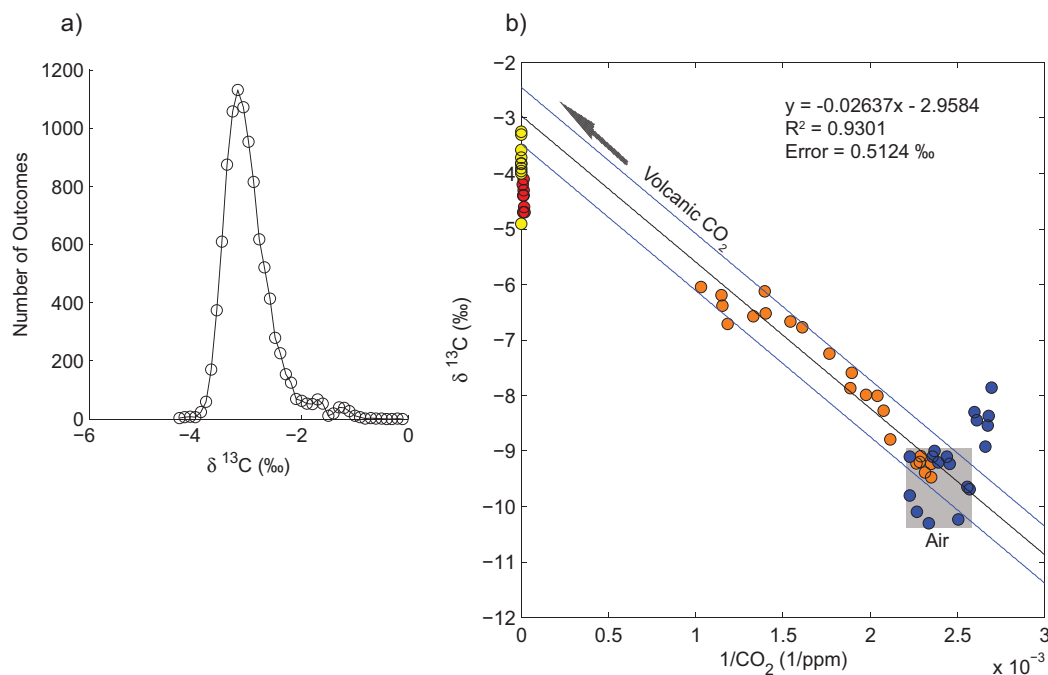 a)
Number of Outcomes
1200
1000
800
600
400
200
0
−6
−4
−2
0
δ ¹³C (‰)
b)
δ ¹³C (‰)
−2
−3
−4
−5
−6
−7
−8
−9
−10
−11
−12
y = -0.02637x - 2.9584
R² = 0.9301
Error = 0.5124 ‰
Volcanic CO₂
Air
0
0.5
1
1.5
2
2.5
3
1/CO₂ (1/ppm)
x 10⁻³